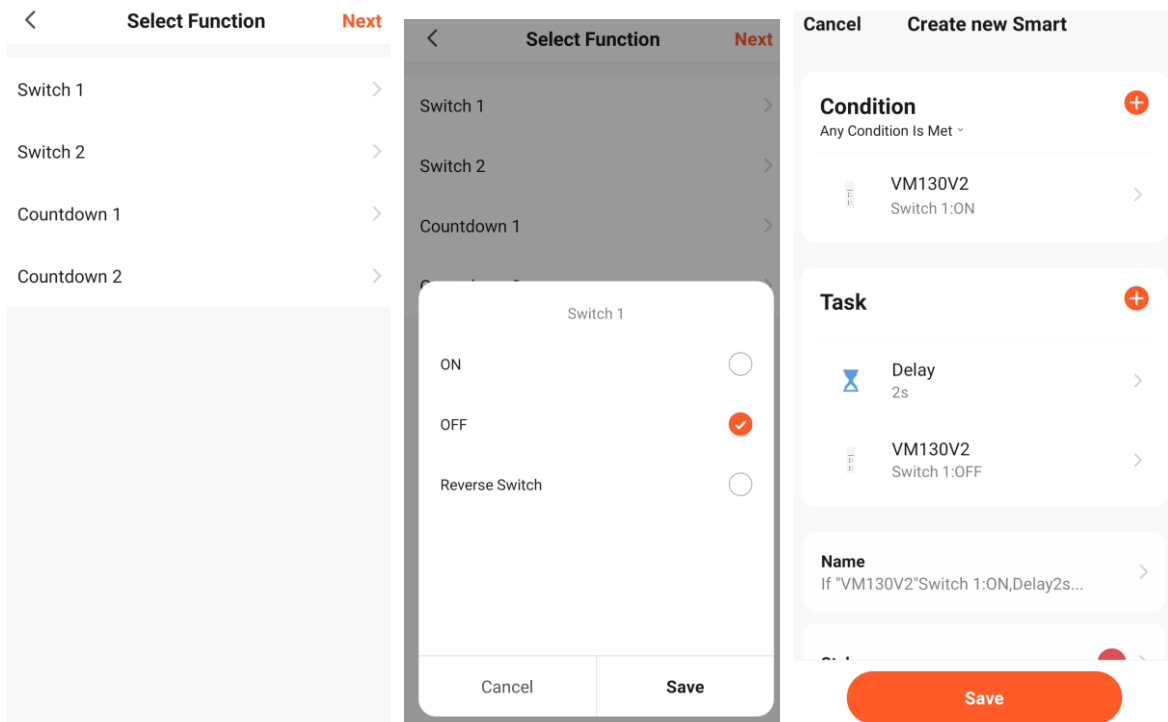 Select Function
Next
Switch 1
Switch 2
Countdown 1
Countdown 2
Select Function
Next
Switch 1
Switch 2
Countdown 1
Switch 1
ON
OFF
Reverse Switch
Cancel
Save
Cancel
Create new Smart
Condition
Any Condition Is Met
VM130V2
Switch 1:ON
Task
Delay
2s
VM130V2
Switch 1:OFF
Name
If "VM130V2"Switch 1:ON,Delay2s...
Save